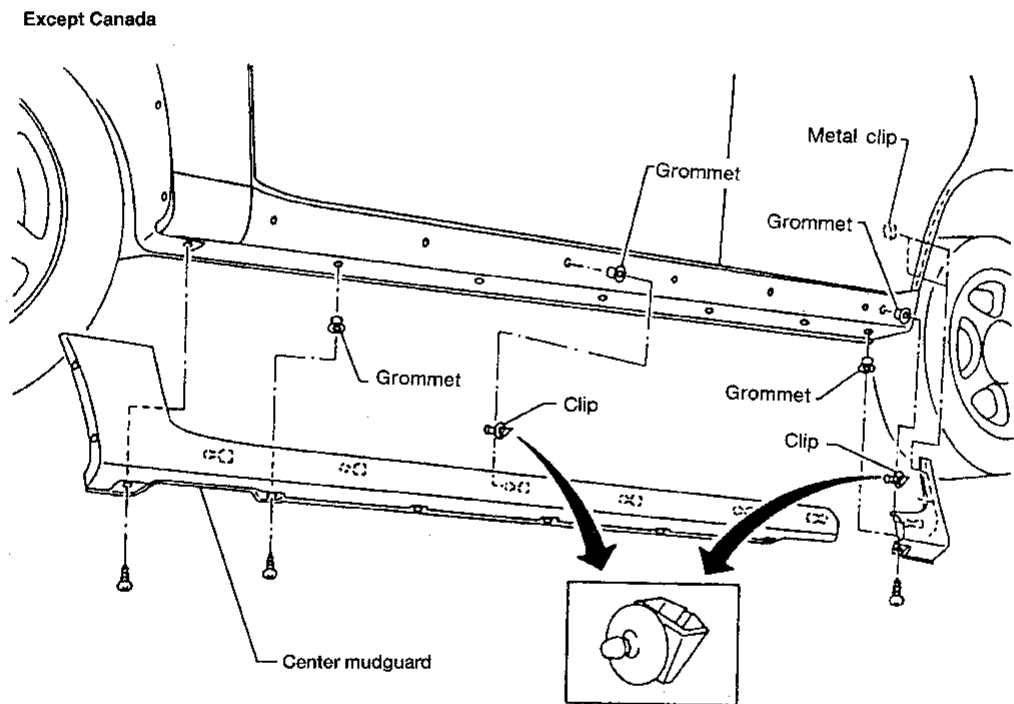 Except Canada
Metal clip
Grommet
Grommet
Grommet
Clip
Grommet
Clip
Center mudguard